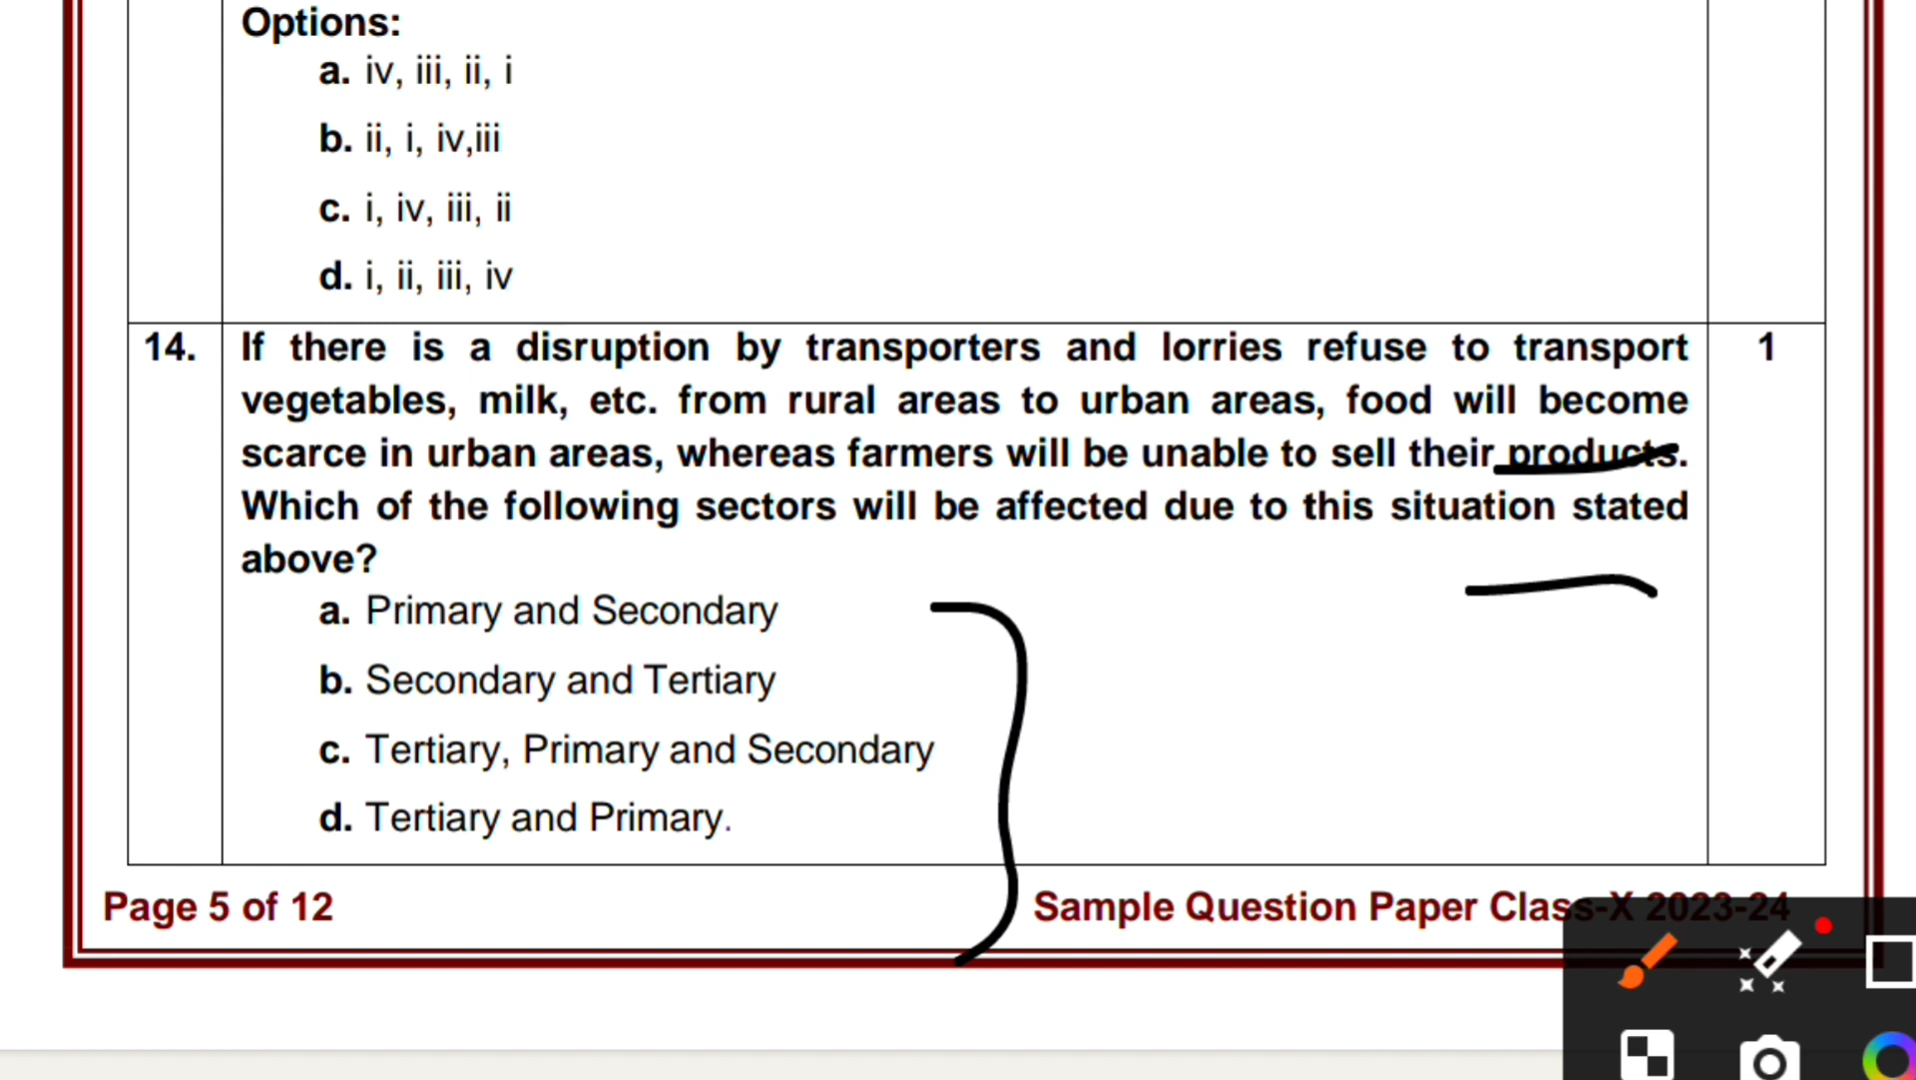 Options:
a. iv, iii, ii, i
b. ii, i, iv,iii
c. i, iv, iii, ii
d. i, ii, iii, iv
14. If there is a disruption by transporters and lorries refuse to transport 1
vegetables, milk, etc. from rural areas to urban areas, food will become
scarce in urban areas, whereas farmers will be unable to sell their products.
Which of the following sectors will be affected due to this situation stated
above?
a. Primary and Secondary
b. Secondary and Tertiary
c. Tertiary, Primary and Secondary
d. Tertiary and Primary.
Page 5 of 12 Sample Question Paper Class-X 2023-24